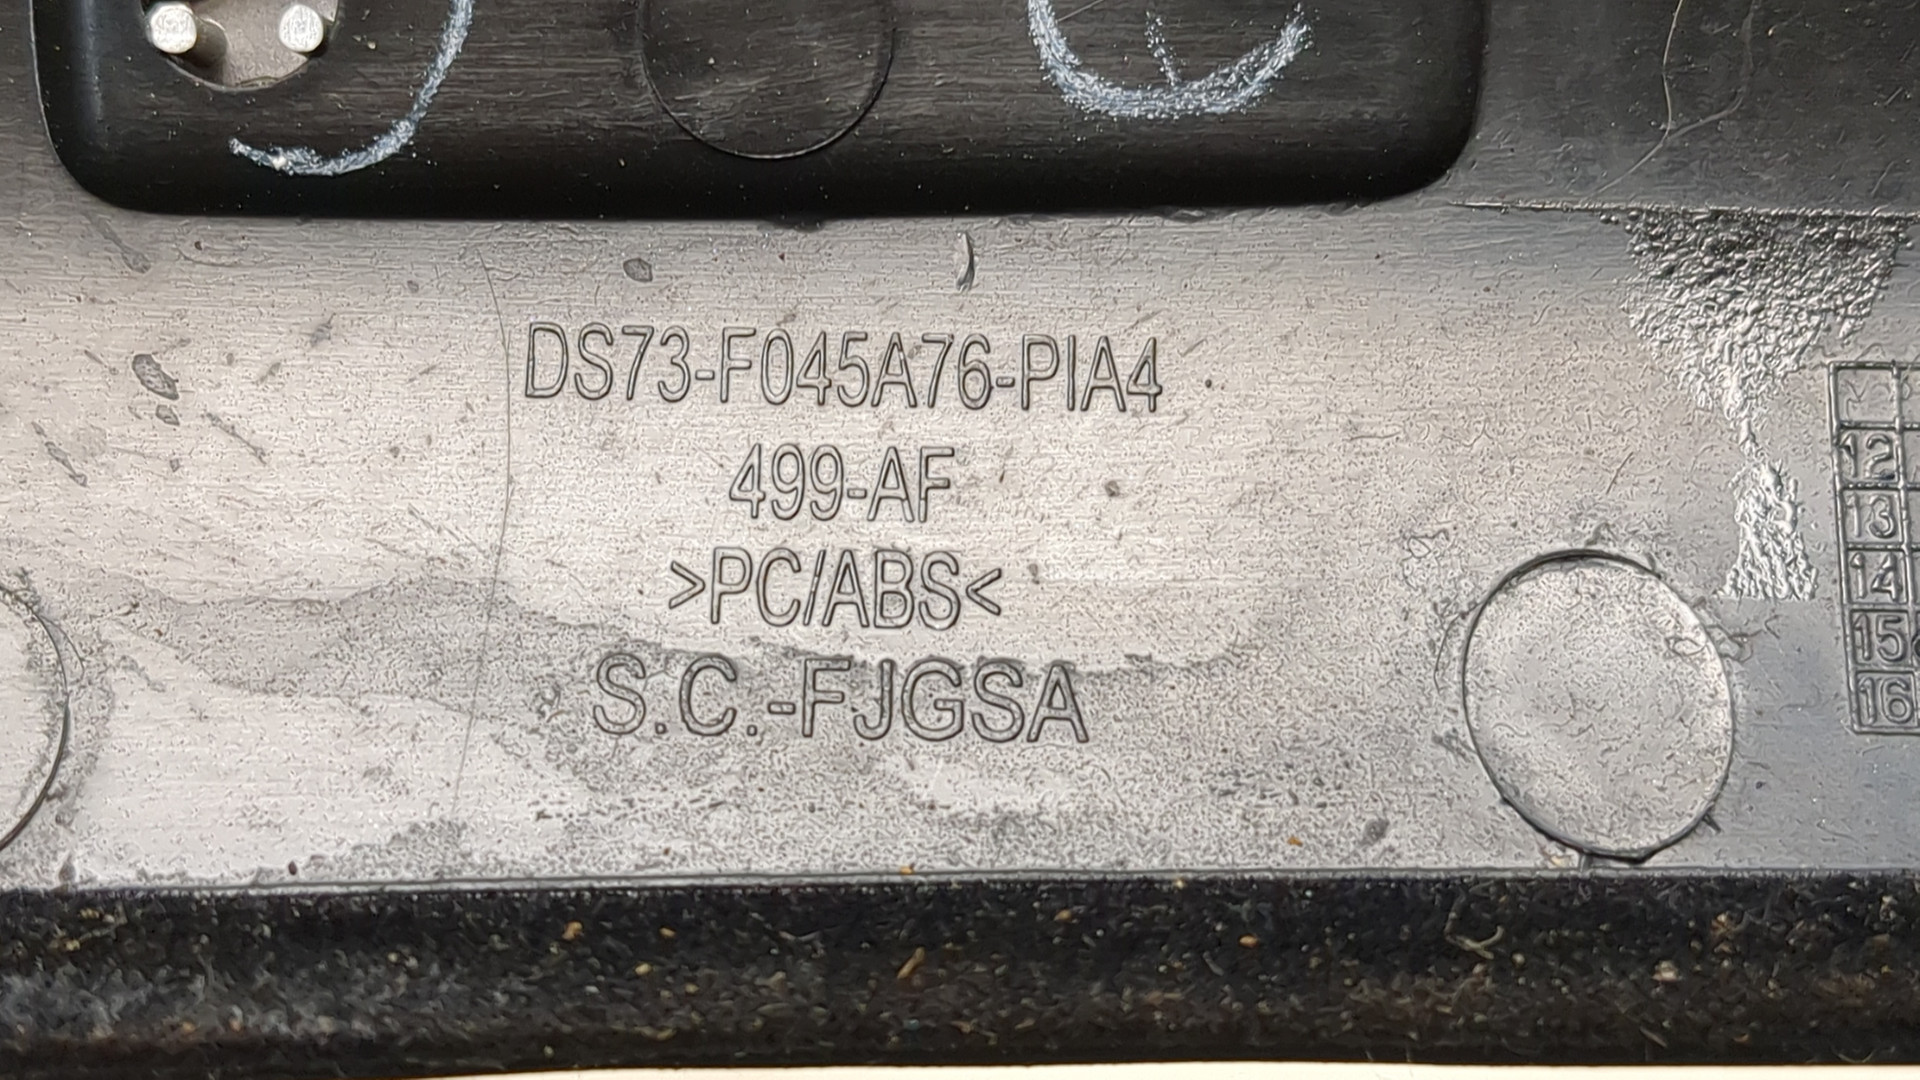 DS73-F045A76-PIA4
499-AF
>PC/ABS<
S.C.-FJGSA
12
13
14
15
16